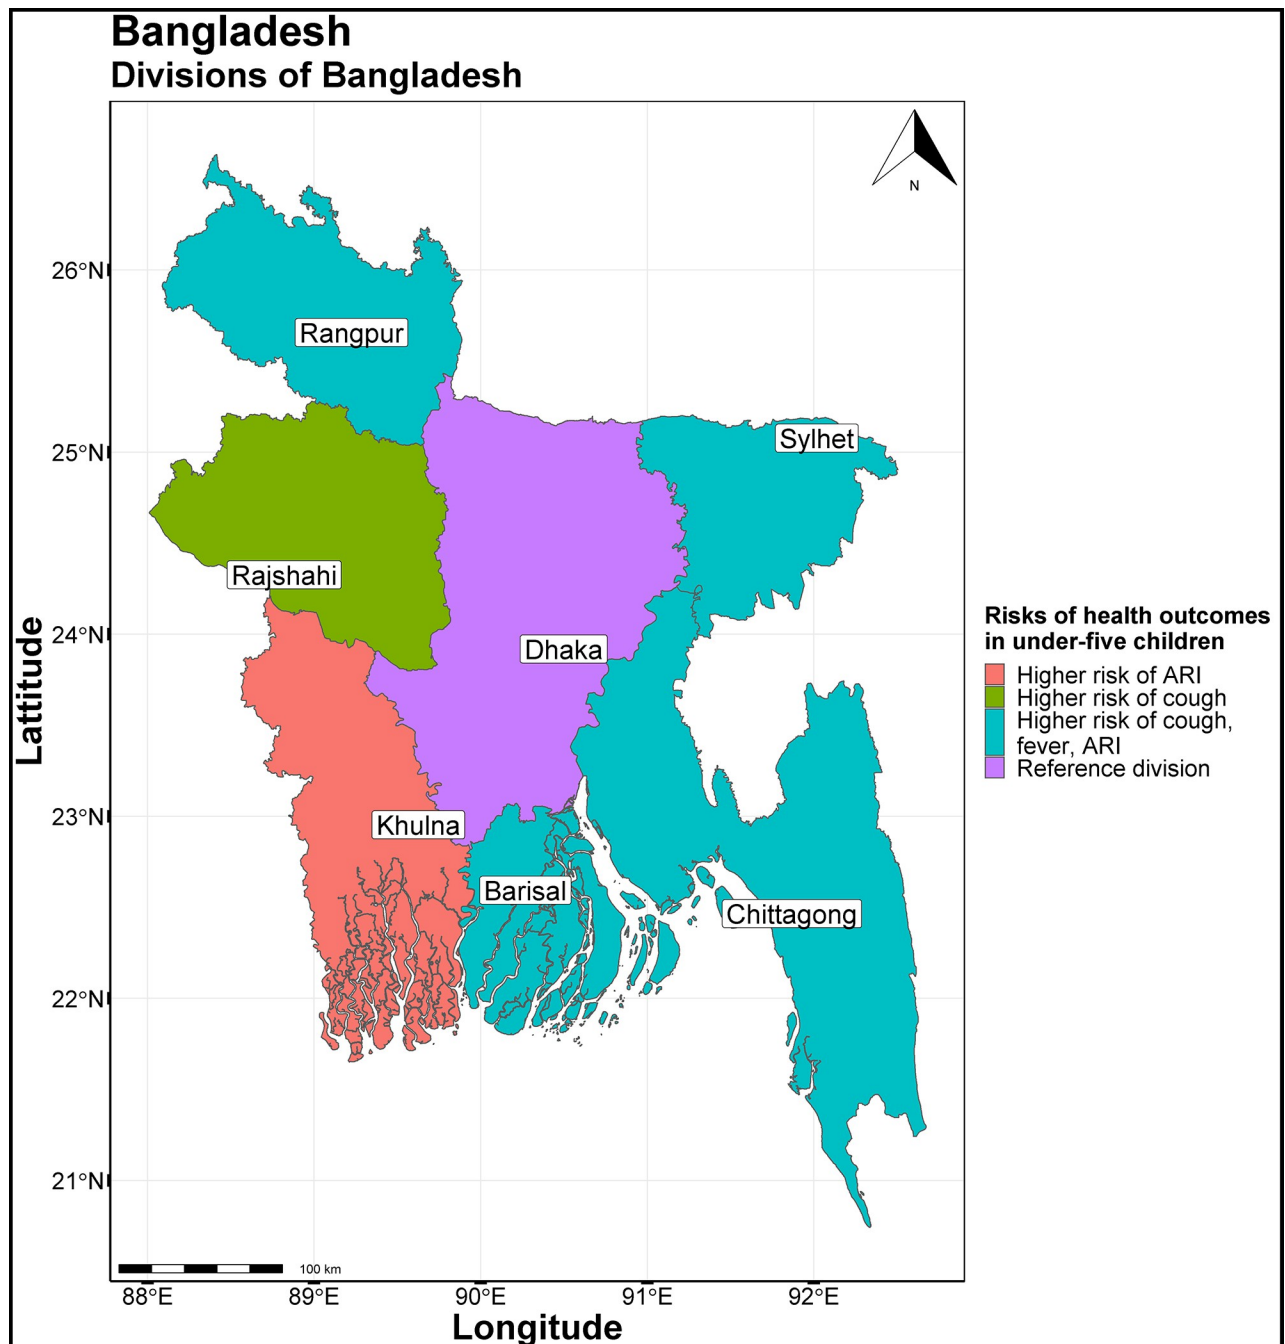 Bangladesh
Divisions of Bangladesh
N
26°N
Rangpur
25°N
Sylhet
Rajshahi
24°N
Dhaka
23°N
Khulna
Barisal
Chittagong
22°N
21°N
100 km
88°E 89°E 90°E 91°E 92°E
Longitude
Lattitude
Risks of health outcomes
in under-five children
Higher risk of ARI
Higher risk of cough
Higher risk of cough,
fever, ARI
Reference division